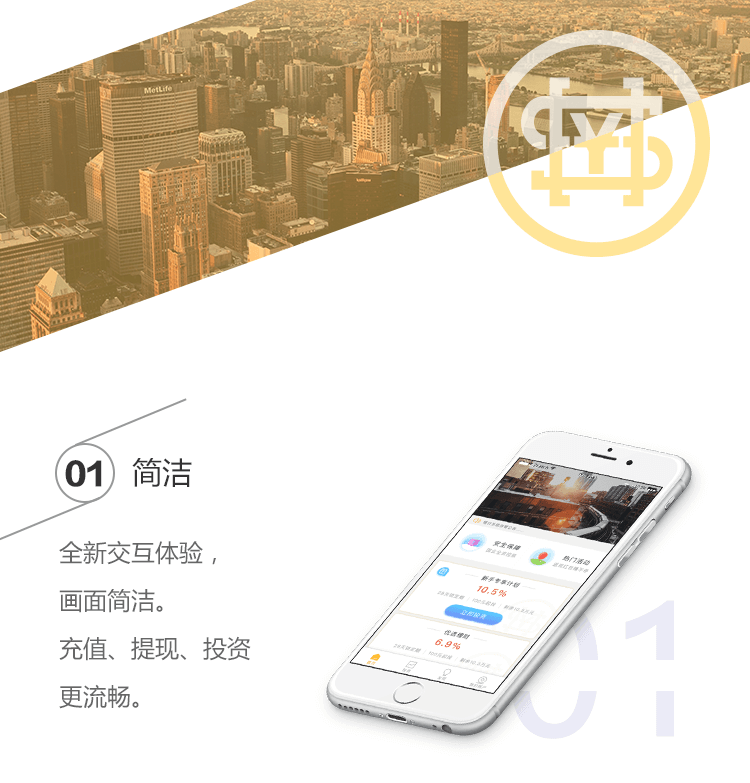 MetLife
01 简洁
全新交互体验，
画面简洁。
充值、提现、投资
更流畅。
安全保障
热门活动
新手专享计划
10.5%
立即投资
优选理财
6.9%
01